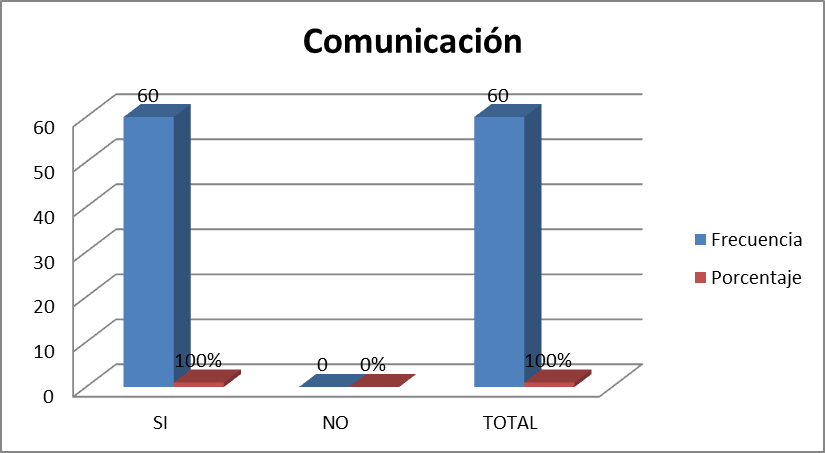 Comunicación
60
60
60
50
40
30
20
10
0
100%
0
0%
100%
SI
NO
TOTAL
Frecuencia
Porcentaje